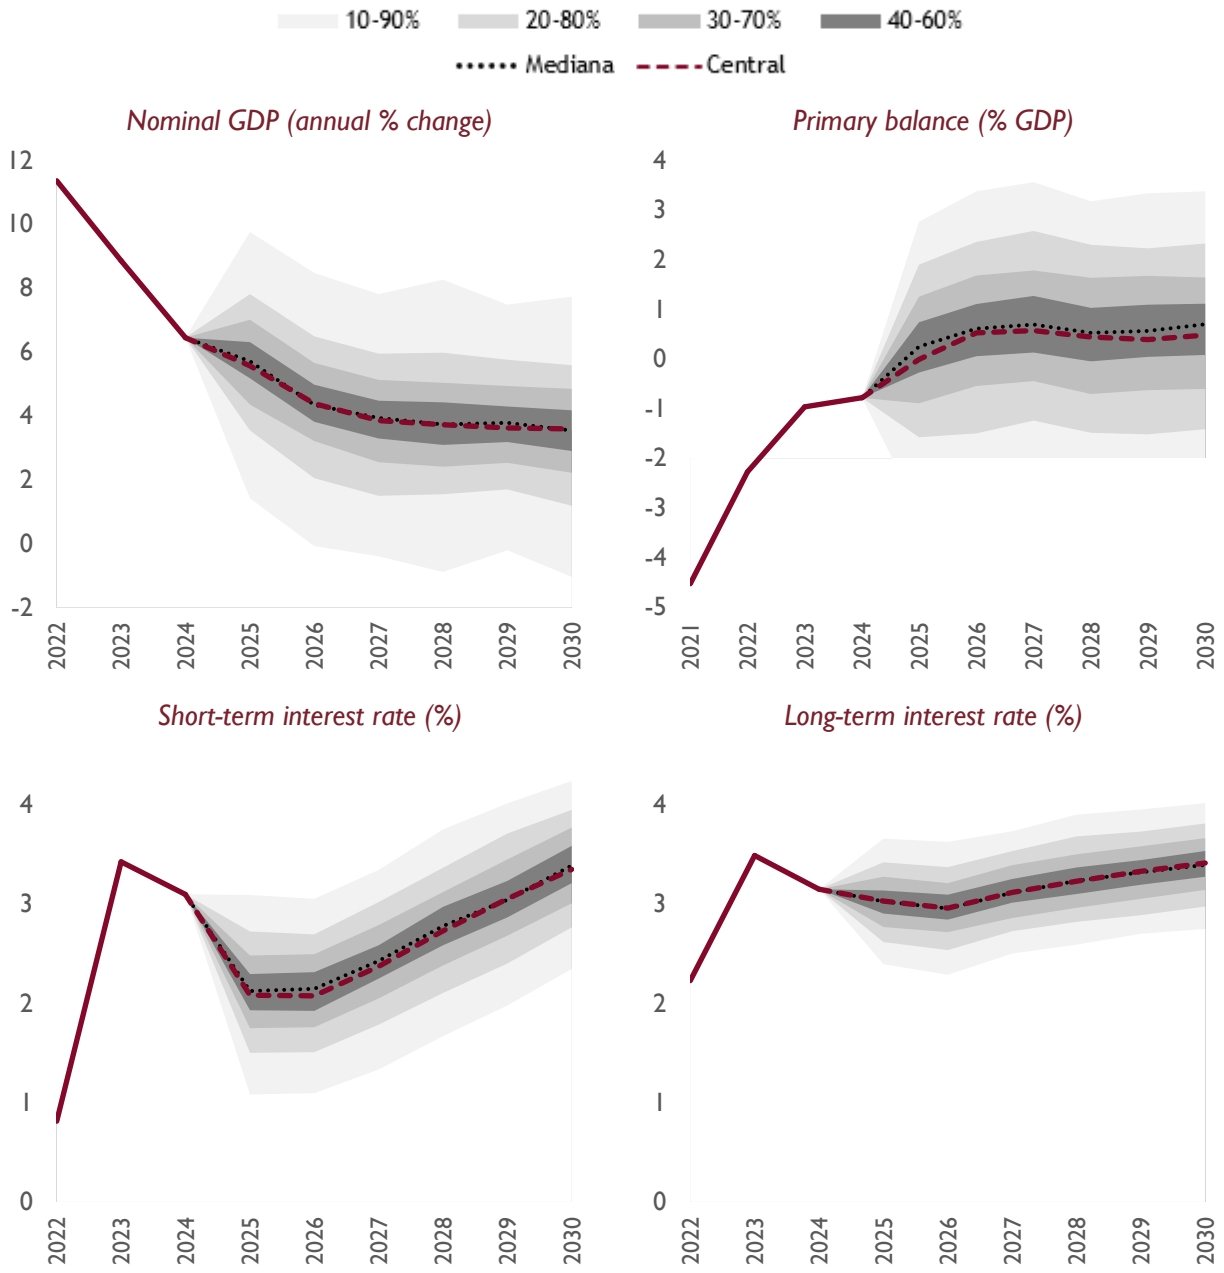 10-90% 20-80% 30-70% 40-60%
Mediana Central
Nominal GDP (annual % change)
12
10
8
6
4
2
0
-2
2022 2023 2024 2025 2026 2027 2028 2029 2030
Primary balance (% GDP)
4
3
2
1
0
-1
-2
-3
-4
-5
2021 2022 2023 2024 2025 2026 2027 2028 2029 2030
Short-term interest rate (%)
4
3
2
1
0
2022 2023 2024 2025 2026 2027 2028 2029 2030
Long-term interest rate (%)
4
3
2
1
0
2022 2023 2024 2025 2026 2027 2028 2029 2030